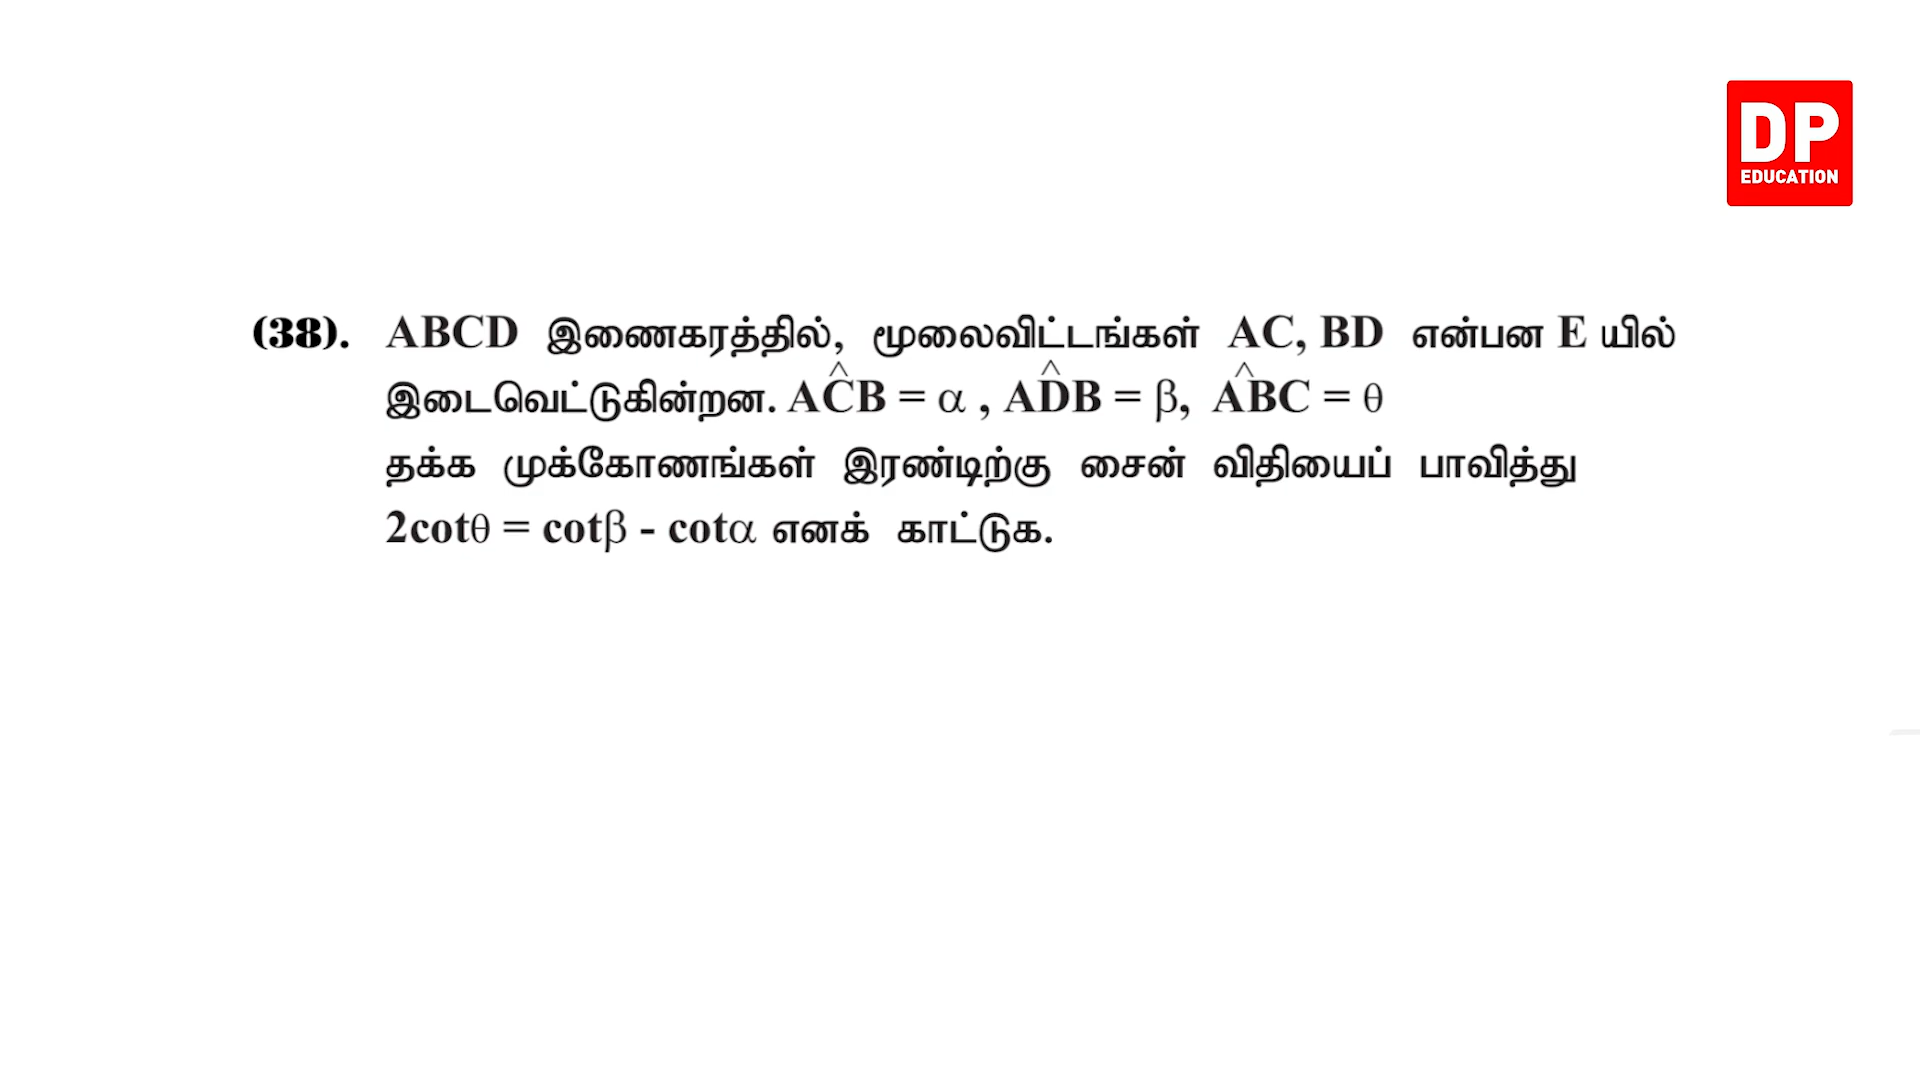 DP
EDUCATION
(38). ABCD இணைகரத்தில், மூலைவிட்டங்கள் AC, BD என்பன E யில்
இடைவெட்டுகின்றன. AĈB = α , AD̂B = β, AB̂C = θ
தக்க முக்கோணங்கள் இரண்டிற்கு சைன் விதியைப் பாவித்து
2cotθ = cotβ - cotα எனக் காட்டுக.